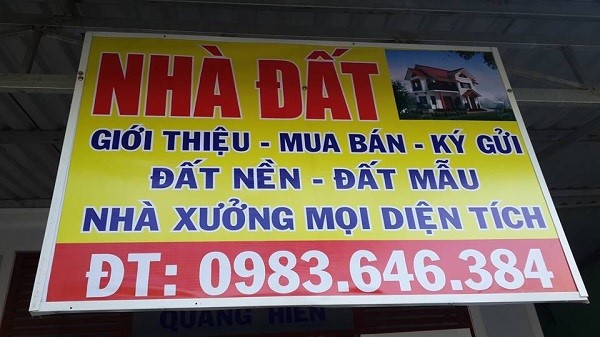 NHÀ ĐẤT
GIỚI THIỆU - MUA BÁN - KÝ GỬI
ĐẤT NỀN - ĐẤT MẪU
NHÀ XƯỞNG MỌI DIỆN TÍCH
ĐT: 0983.646.384
QUANG HIỂN